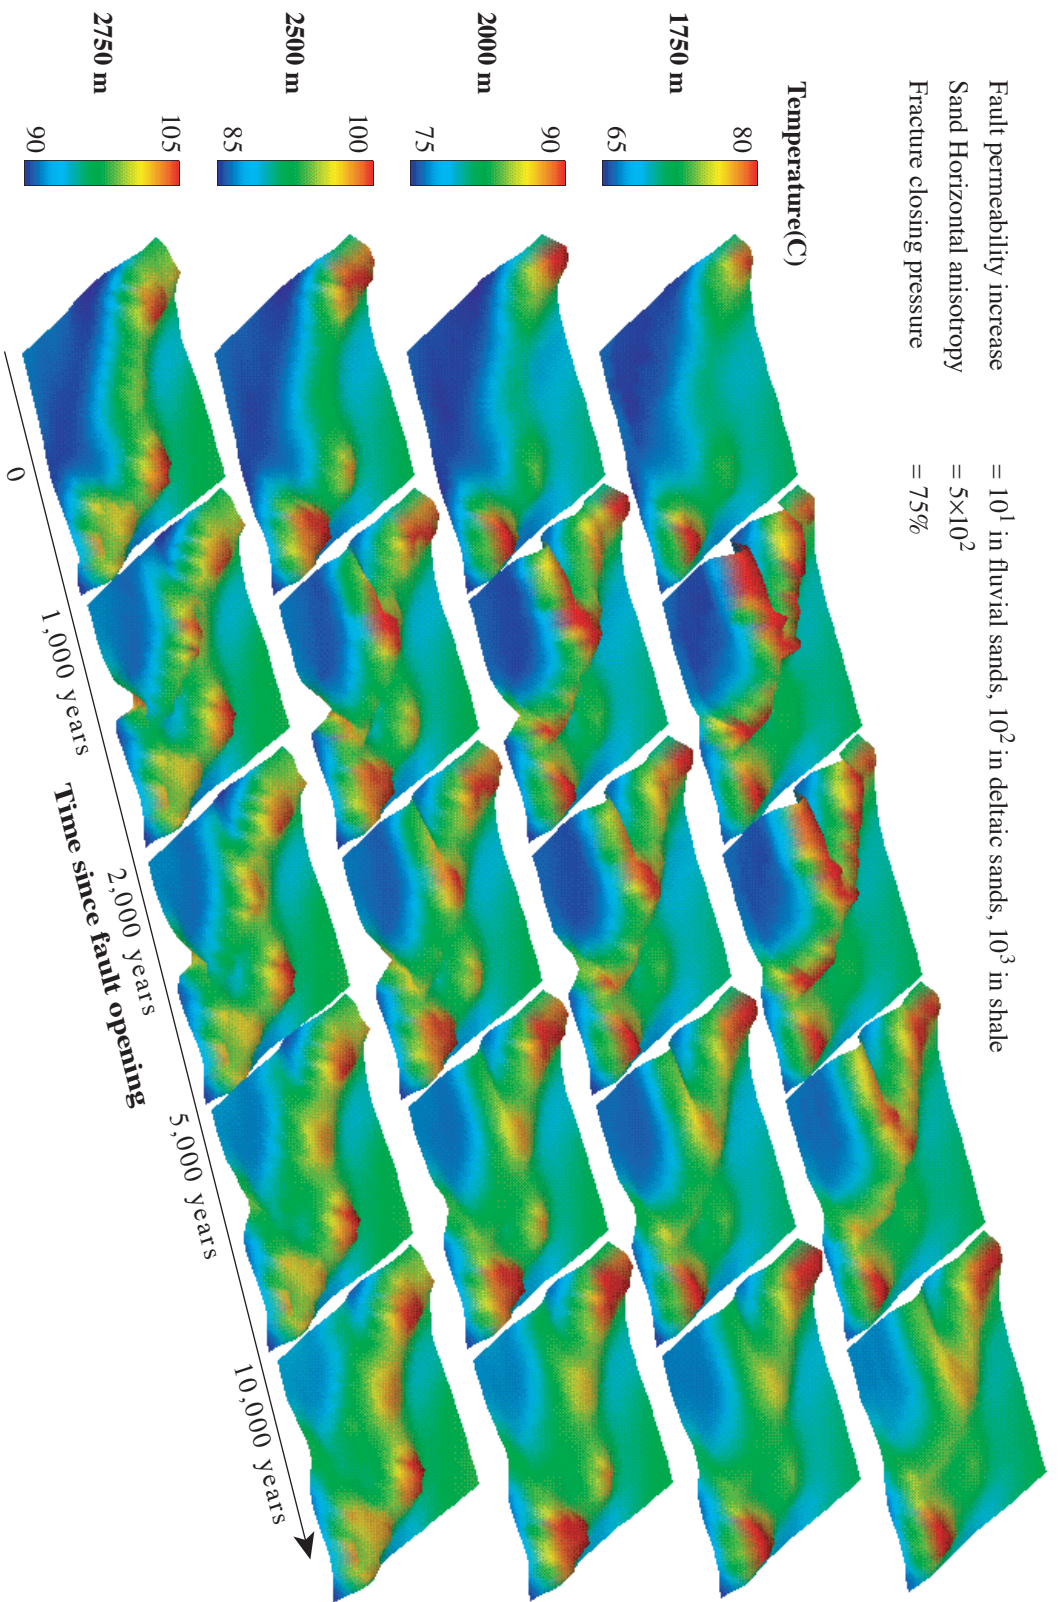 Fault permeability increase = 10¹ in fluvial sands, 10² in deltaic sands, 10³ in shale
Sand Horizontal anisotropy = 5×10²
Fracture closing pressure = 75%
Temperature(C)
1750 m
65 80
2000 m
75 90
2500 m
85 100
2750 m
90 105
0
1,000 years
2,000 years
5,000 years
10,000 years
Time since fault opening